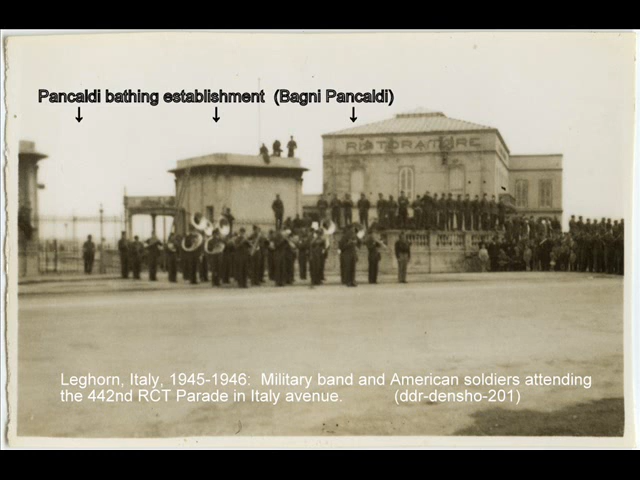 Pancaldi bathing establishment (Bagni Pancaldi)
RISTORANTE
Leghorn, Italy, 1945-1946: Military band and American soldiers attending
the 442nd RCT Parade in Italy avenue. (ddr-densho-201)